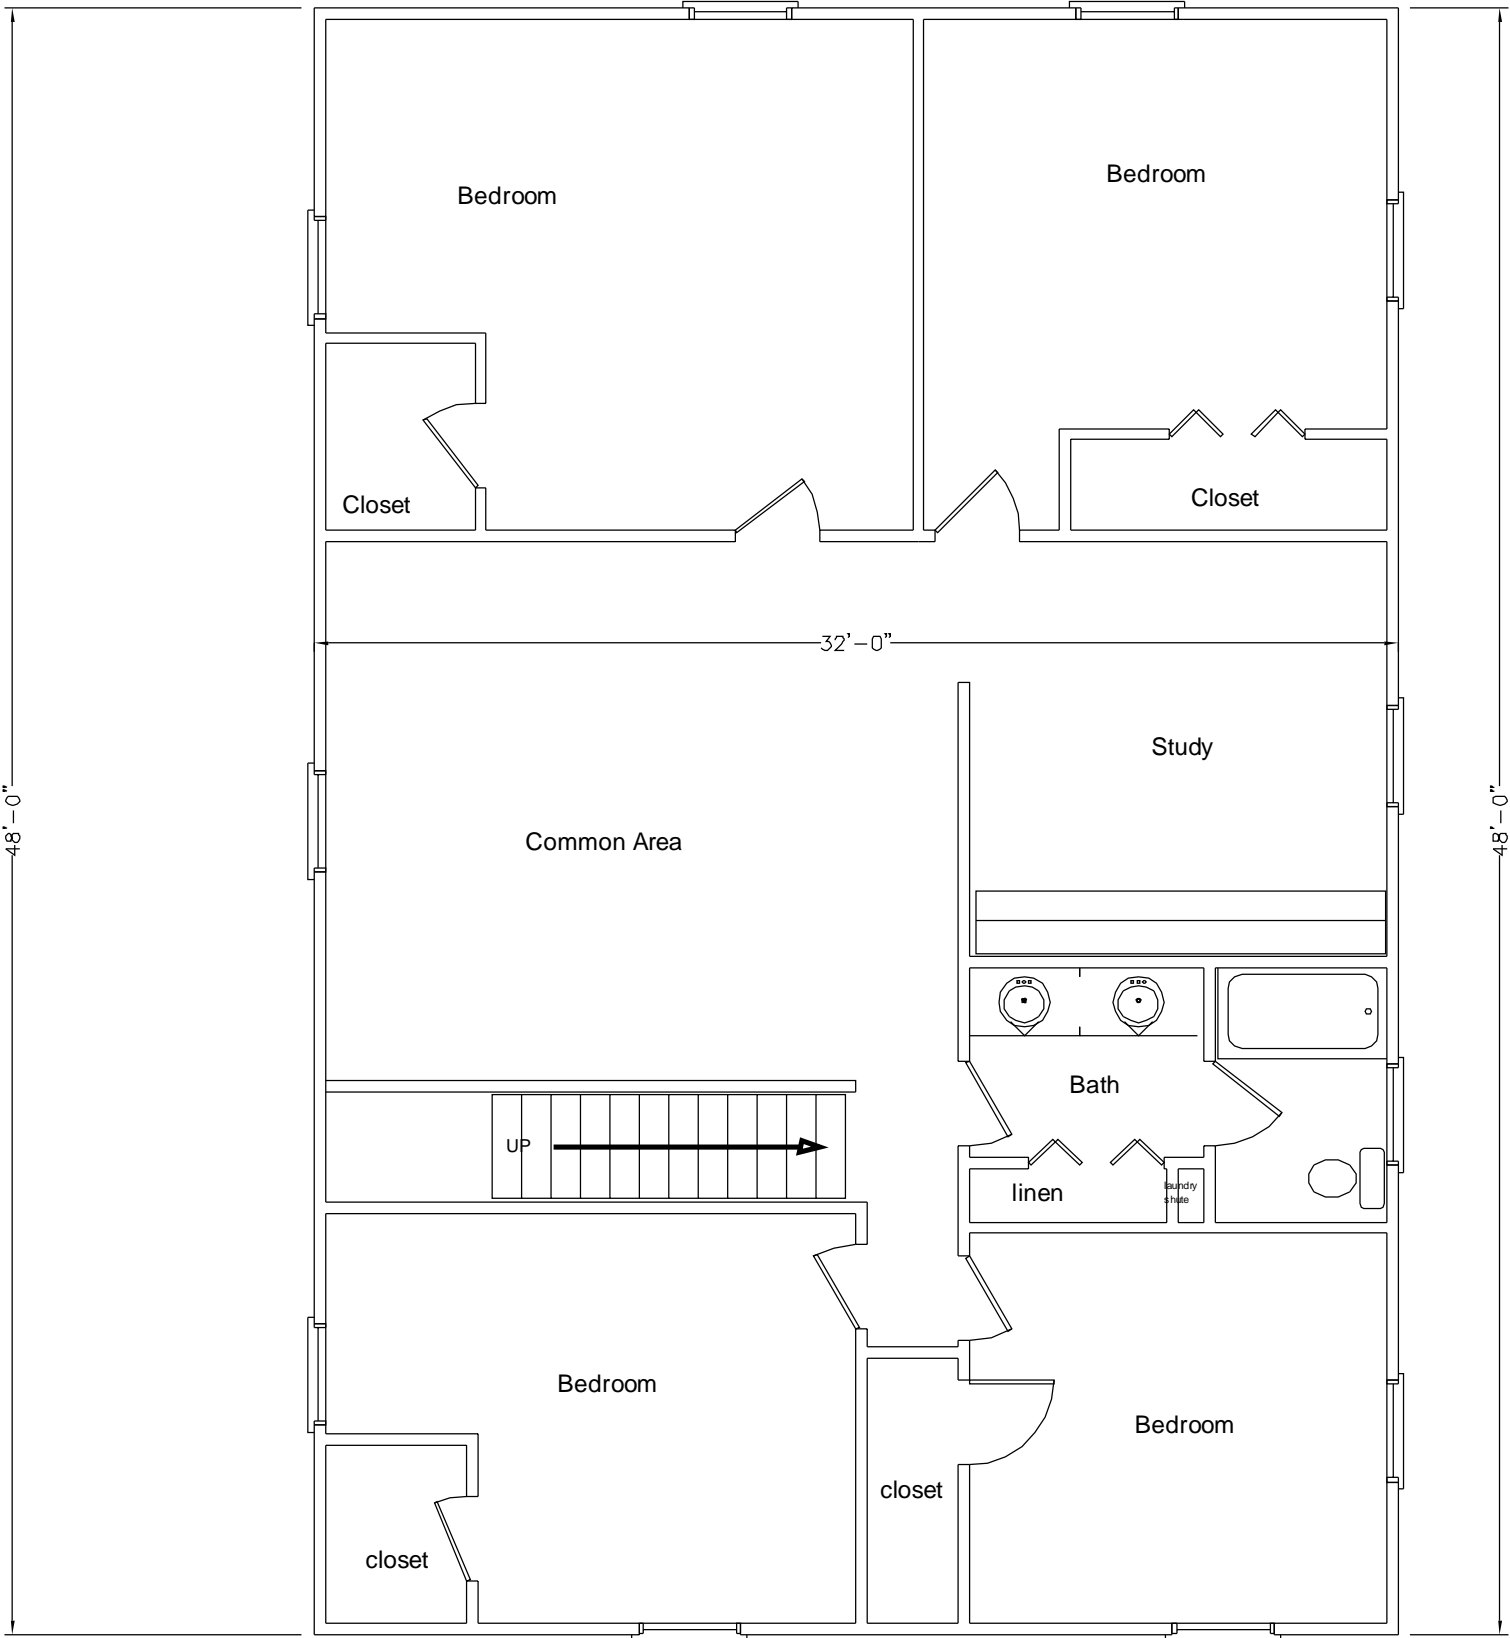 Bedroom
Bedroom
Closet
Closet
32'-0"
48'-0"
48'-0"
Study
Common Area
Bath
UP
linen
laundry
shute
Bedroom
Bedroom
closet
closet